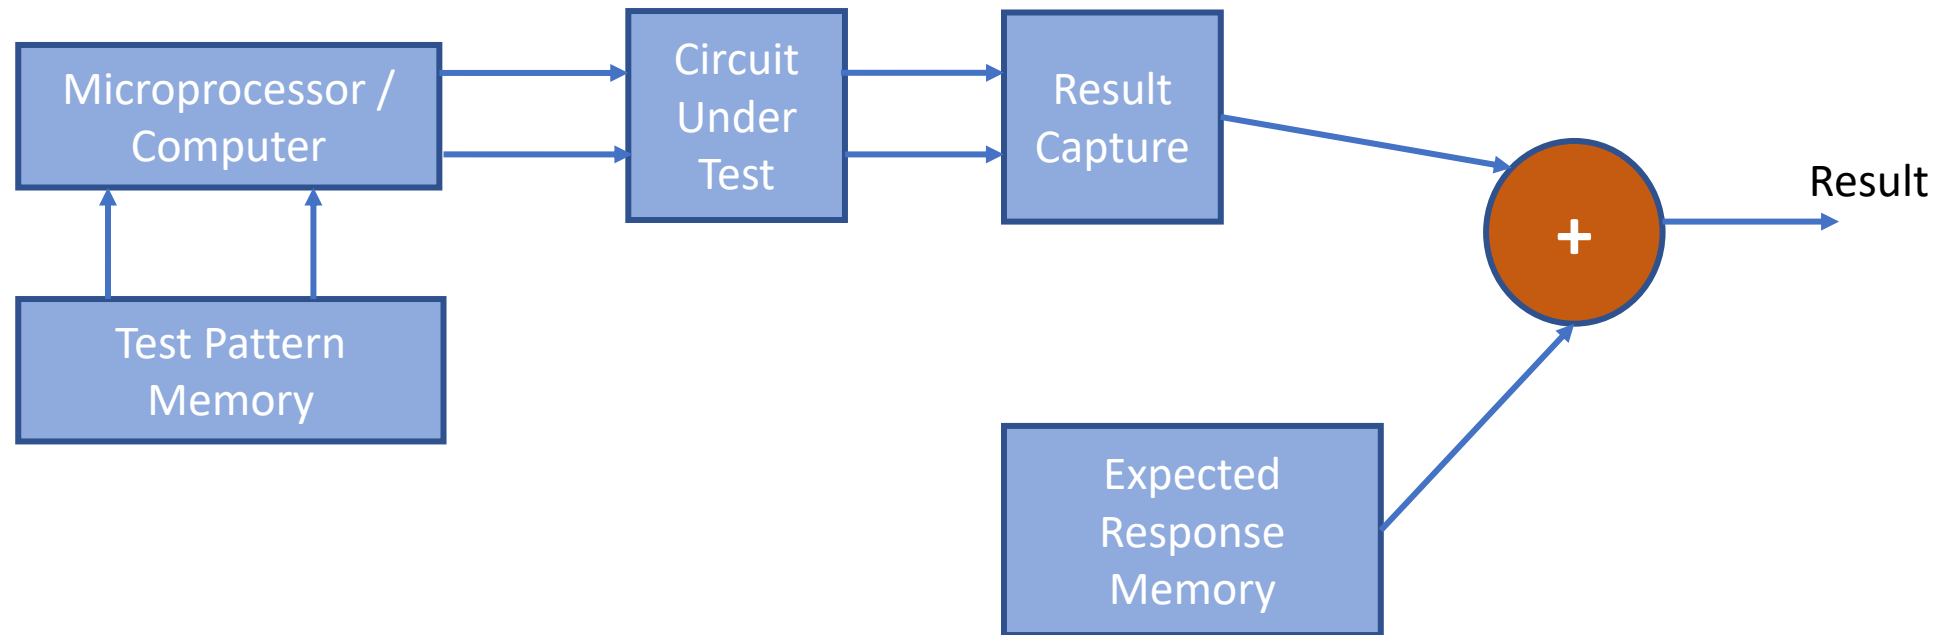 Microprocessor /
Computer
Circuit
Under
Test
Result
Capture
+
Result
Test Pattern
Memory
Expected
Response
Memory